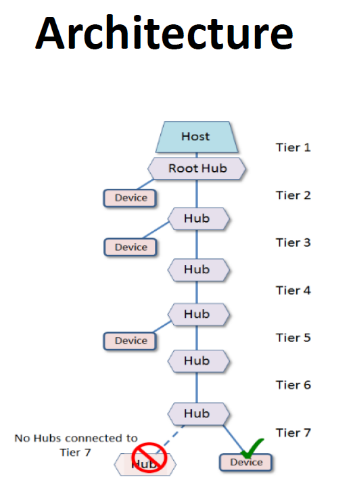 Architecture
Host
Tier 1
Root Hub
Device
Tier 2
Hub
Device
Tier 3
Hub
Tier 4
Hub
Device
Tier 5
Hub
Tier 6
Hub
No Hubs connected to
Tier 7
Tier 7
Hub
Device